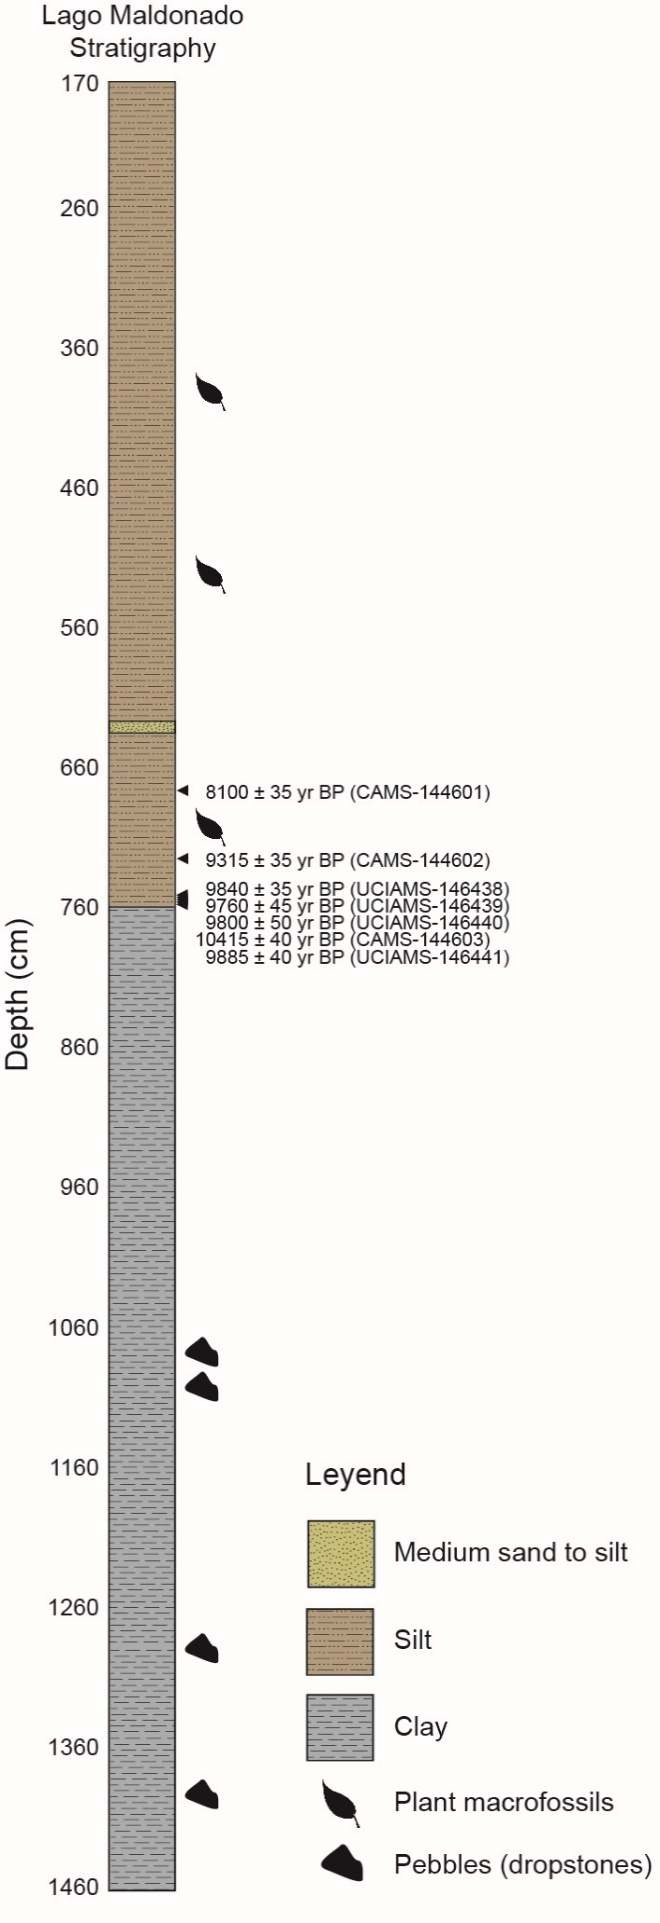 Lago Maldonado
Stratigraphy
170
260
360
460
560
660
8100 ± 35 yr BP (CAMS-144601)
9315 ± 35 yr BP (CAMS-144602)
9840 ± 35 yr BP (UCIAMS-146438)
760
9760 ± 45 yr BP (UCIAMS-146439)
9800 ± 50 yr BP (UCIAMS-146440)
10415 ± 40 yr BP (CAMS-144603)
9885 ± 40 yr BP (UCIAMS-146441)
Depth (cm)
860
960
1060
1160
1260
1360
1460
Leyend
Medium sand to silt
Silt
Clay
Plant macrofossils
Pebbles (dropstones)